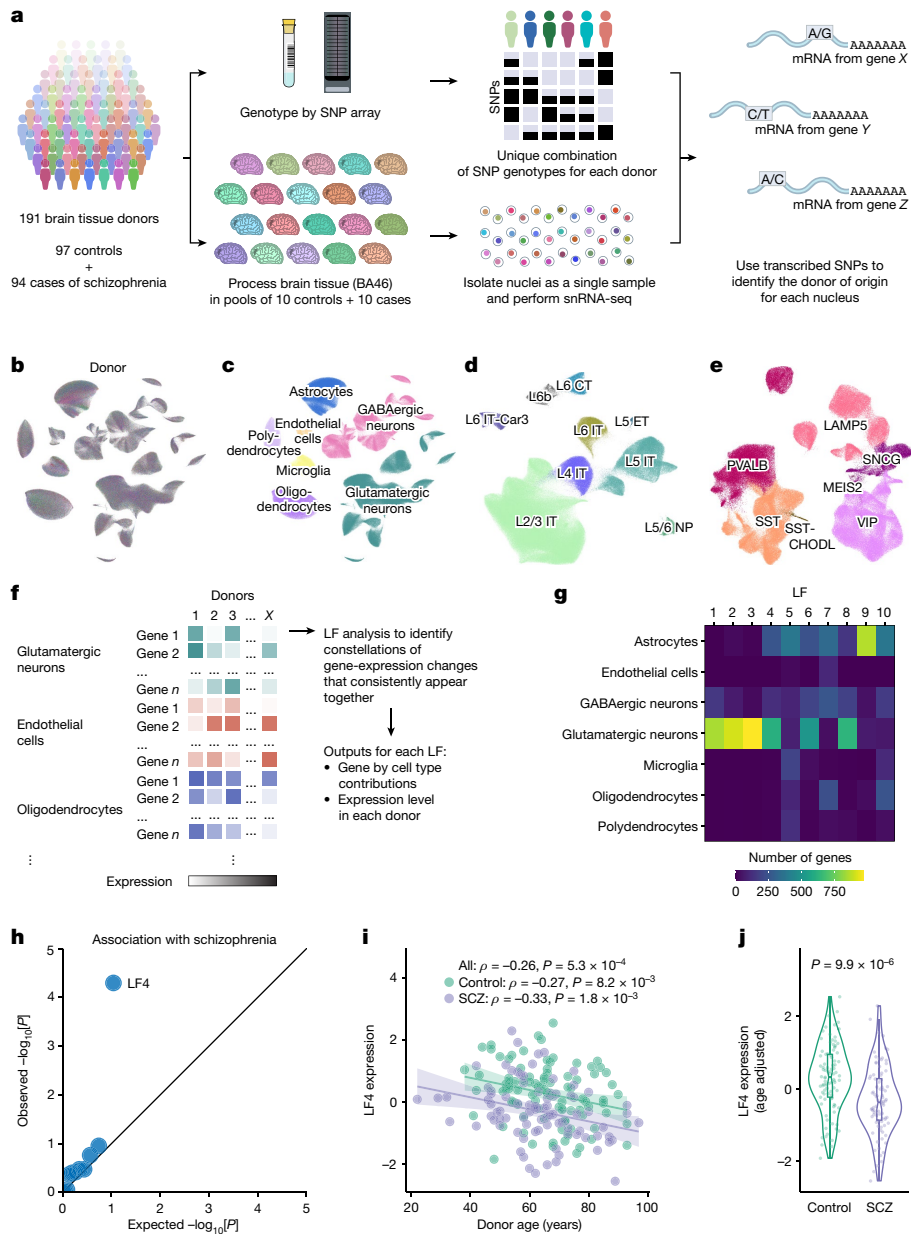 a
191 brain tissue donors
97 controls
+
94 cases of schizophrenia
Genotype by SNP array
Process brain tissue (BA46)
in pools of 10 controls + 10 cases
SNPs
Unique combination
of SNP genotypes for each donor
Isolate nuclei as a single sample
and perform snRNA-seq
A/G
AAAAAAA
mRNA from gene X
C/T
AAAAAAA
mRNA from gene Y
A/C
AAAAAAA
mRNA from gene Z
Use transcribed SNPs to
identify the donor of origin
for each nucleus
b
Donor
c
Astrocytes
GABAergic
neurons
Endothelial
cells
Poly-
dendrocytes
Microglia
Oligo-
dendrocytes
Glutamatergic
neurons
d
L6 CT
L6b
L6 IT-Car3
L6 IT
L5 ET
L4 IT
L5 IT
L2/3 IT
L5/6 NP
e
LAMP5
PVALB
SNCG
MEIS2
SST
SST-
CHODL
VIP
f
Donors
1 2 3 ... X
Glutamatergic
neurons
Gene 1
Gene 2
...
Gene n
Endothelial
cells
Gene 1
Gene 2
...
Gene n
Oligodendrocytes
Gene 1
Gene 2
...
Gene n
Expression
LF analysis to identify
constellations of
gene-expression changes
that consistently appear
together
Outputs for each LF:
• Gene by cell type
contributions
• Expression level
in each donor
g
LF
1 2 3 4 5 6 7 8 9 10
Astrocytes
Endothelial cells
GABAergic neurons
Glutamatergic neurons
Microglia
Oligodendrocytes
Polydendrocytes
Number of genes
0 250 500 750
h
Association with schizophrenia
5
4
3
2
1
0
Observed –log10[P]
LF4
0 1 2 3 4 5
Expected –log10[P]
i
All: ρ = –0.26, P = 5.3 × 10–4
Control: ρ = –0.27, P = 8.2 × 10–3
SCZ: ρ = –0.33, P = 1.8 × 10–3
4
2
0
–2
LF4 expression
20 40 60 80 100
Donor age (years)
j
P = 9.9 × 10–6
2
0
–2
LF4 expression
(age adjusted)
Control SCZ